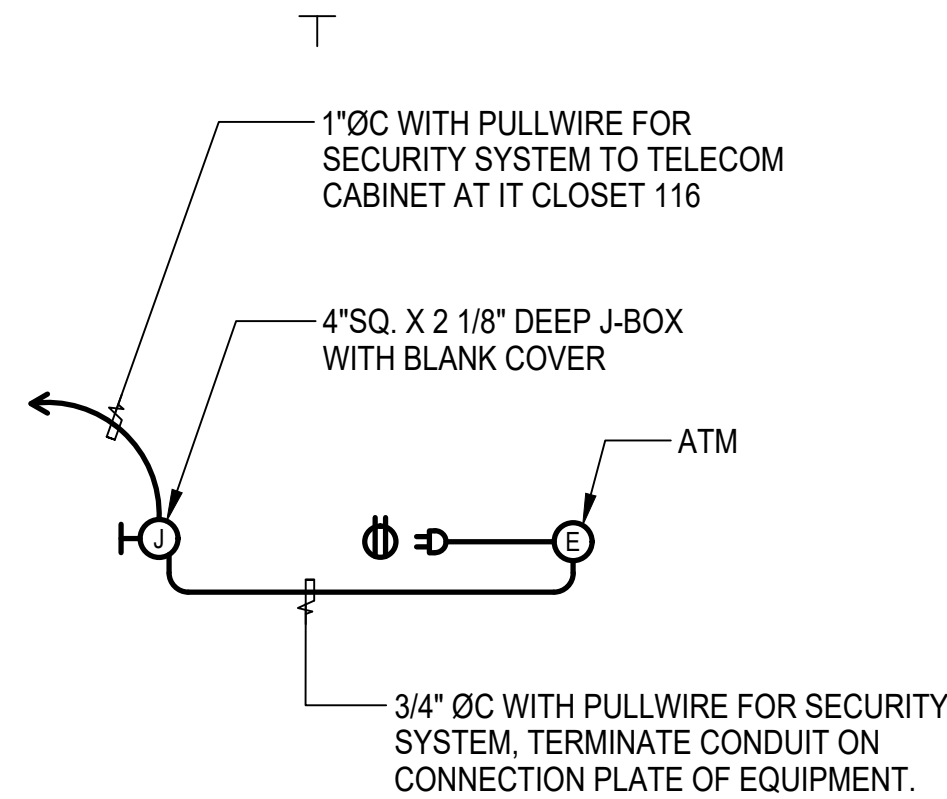 1"ØC WITH PULLWIRE FOR
SECURITY SYSTEM TO TELECOM
CABINET AT IT CLOSET 116
4"SQ. X 2 1/8" DEEP J-BOX
WITH BLANK COVER
ATM
J
E
3/4" ØC WITH PULLWIRE FOR SECURITY
SYSTEM, TERMINATE CONDUIT ON
CONNECTION PLATE OF EQUIPMENT.